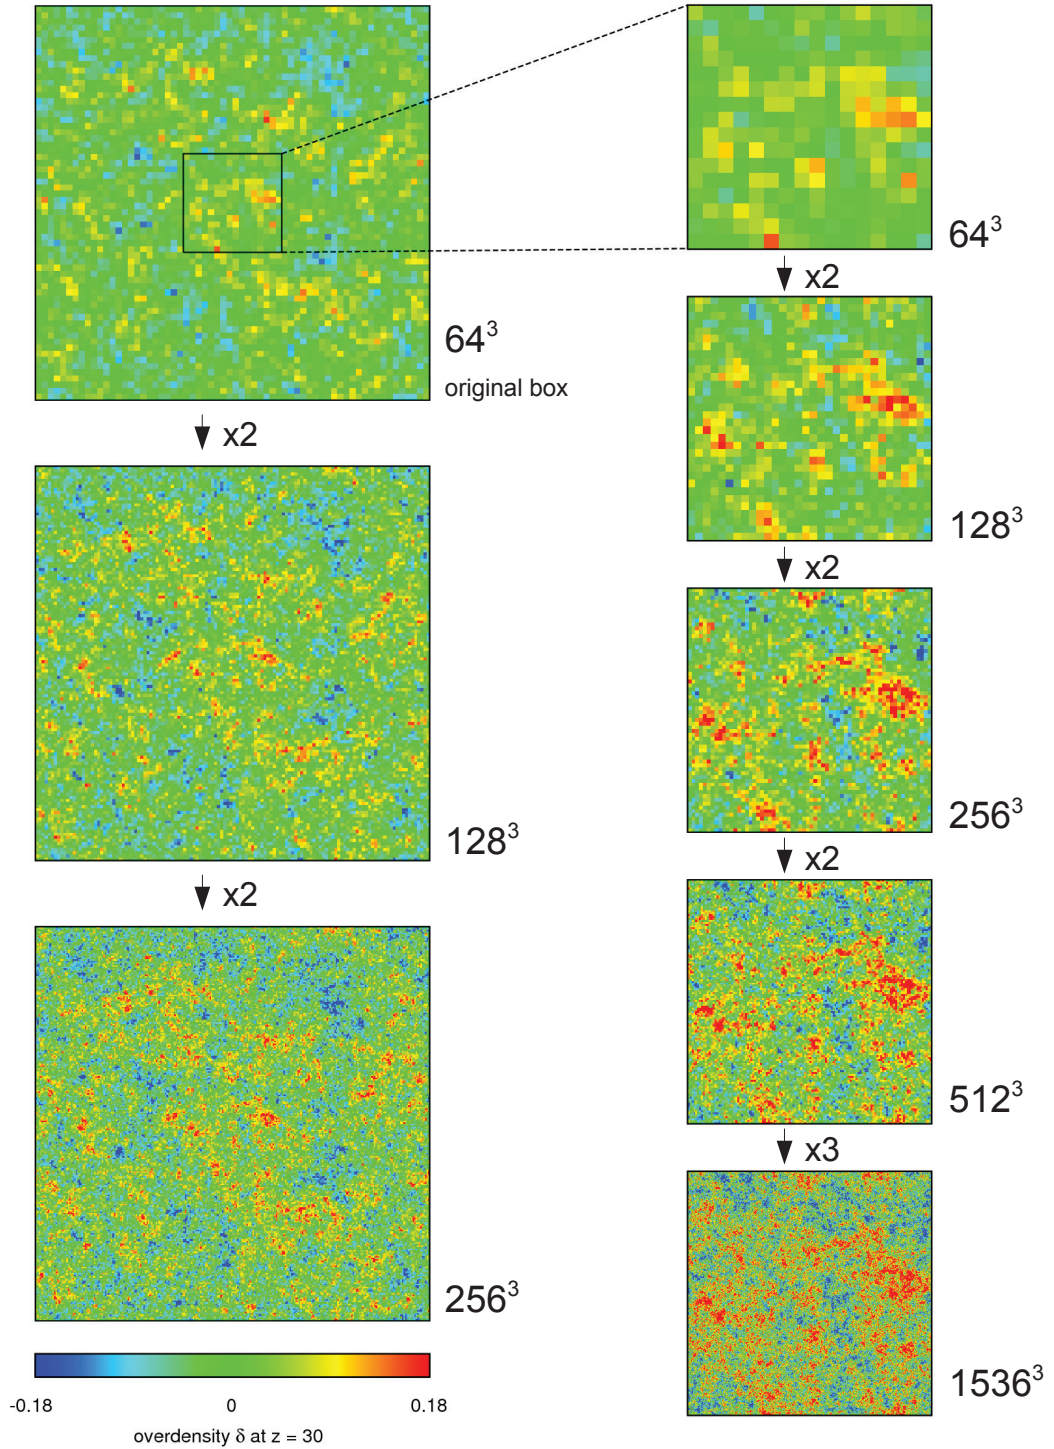 64³
original box
x2
128³
x2
256³
-0.18 0 0.18
overdensity δ at z = 30
64³
x2
128³
x2
256³
x2
512³
x3
1536³